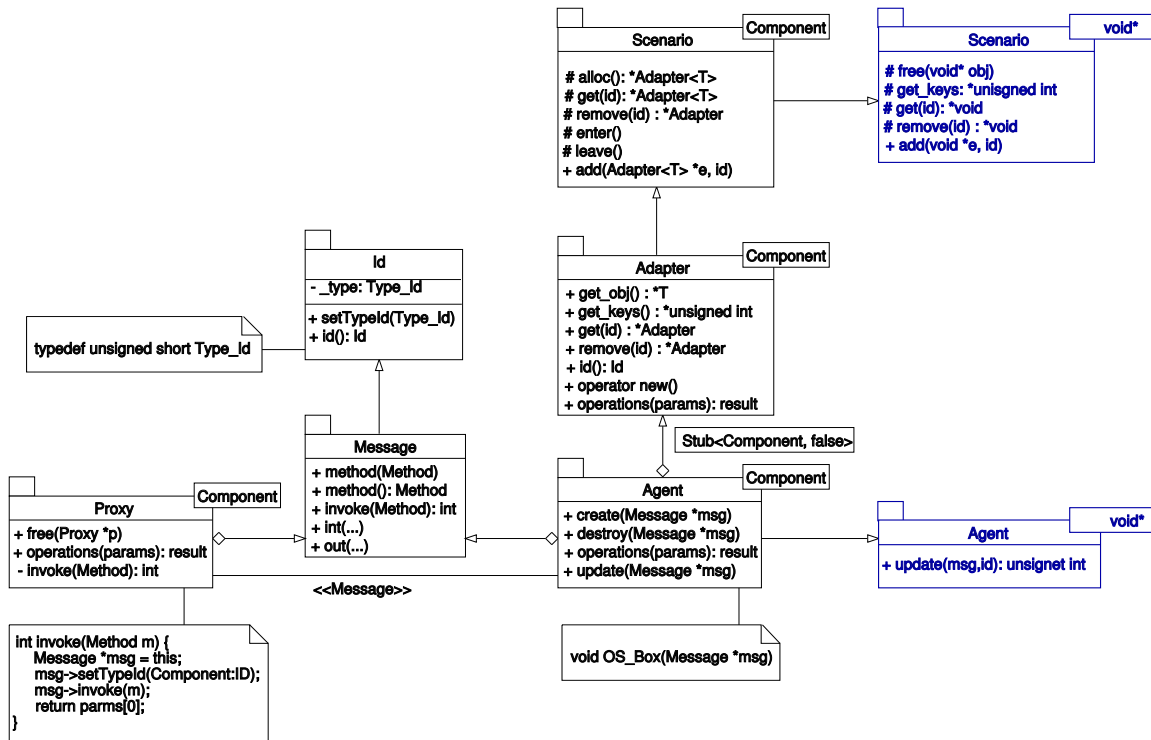 Component
Scenario
# alloc(): *Adapter<T>
# get(id): *Adapter<T>
# remove(id) : *Adapter
# enter()
# leave()
+ add(Adapter<T> *e, id)
void*
Scenario
# free(void* obj)
# get_keys: *unisgned int
# get(id): *void
# remove(id) : *void
+ add(void *e, id)
Id
- _type: Type_Id
+ setTypeId(Type_Id)
+ id(): Id
typedef unsigned short Type_Id
Component
Adapter
+ get_obj() : *T
+ get_keys() : *unsigned int
+ get(id) : *Adapter
+ remove(id) : *Adapter
+ id(): Id
+ operator new()
+ operations(params): result
Stub<Component, false>
Message
+ method(Method)
+ method(): Method
+ invoke(Method): int
+ int(...)
+ out(...)
Component
Proxy
+ free(Proxy *p)
+ operations(params): result
- invoke(Method): int
Component
Agent
+ create(Message *msg)
+ destroy(Message *msg)
+ operations(params): result
+ update(Message *msg)
void*
Agent
+ update(msg,id): unsignet int
<<Message>>
int invoke(Method m) {
Message *msg = this;
msg->setTypeId(Component:ID);
msg->invoke(m);
return parms[0];
}
void OS_Box(Message *msg)